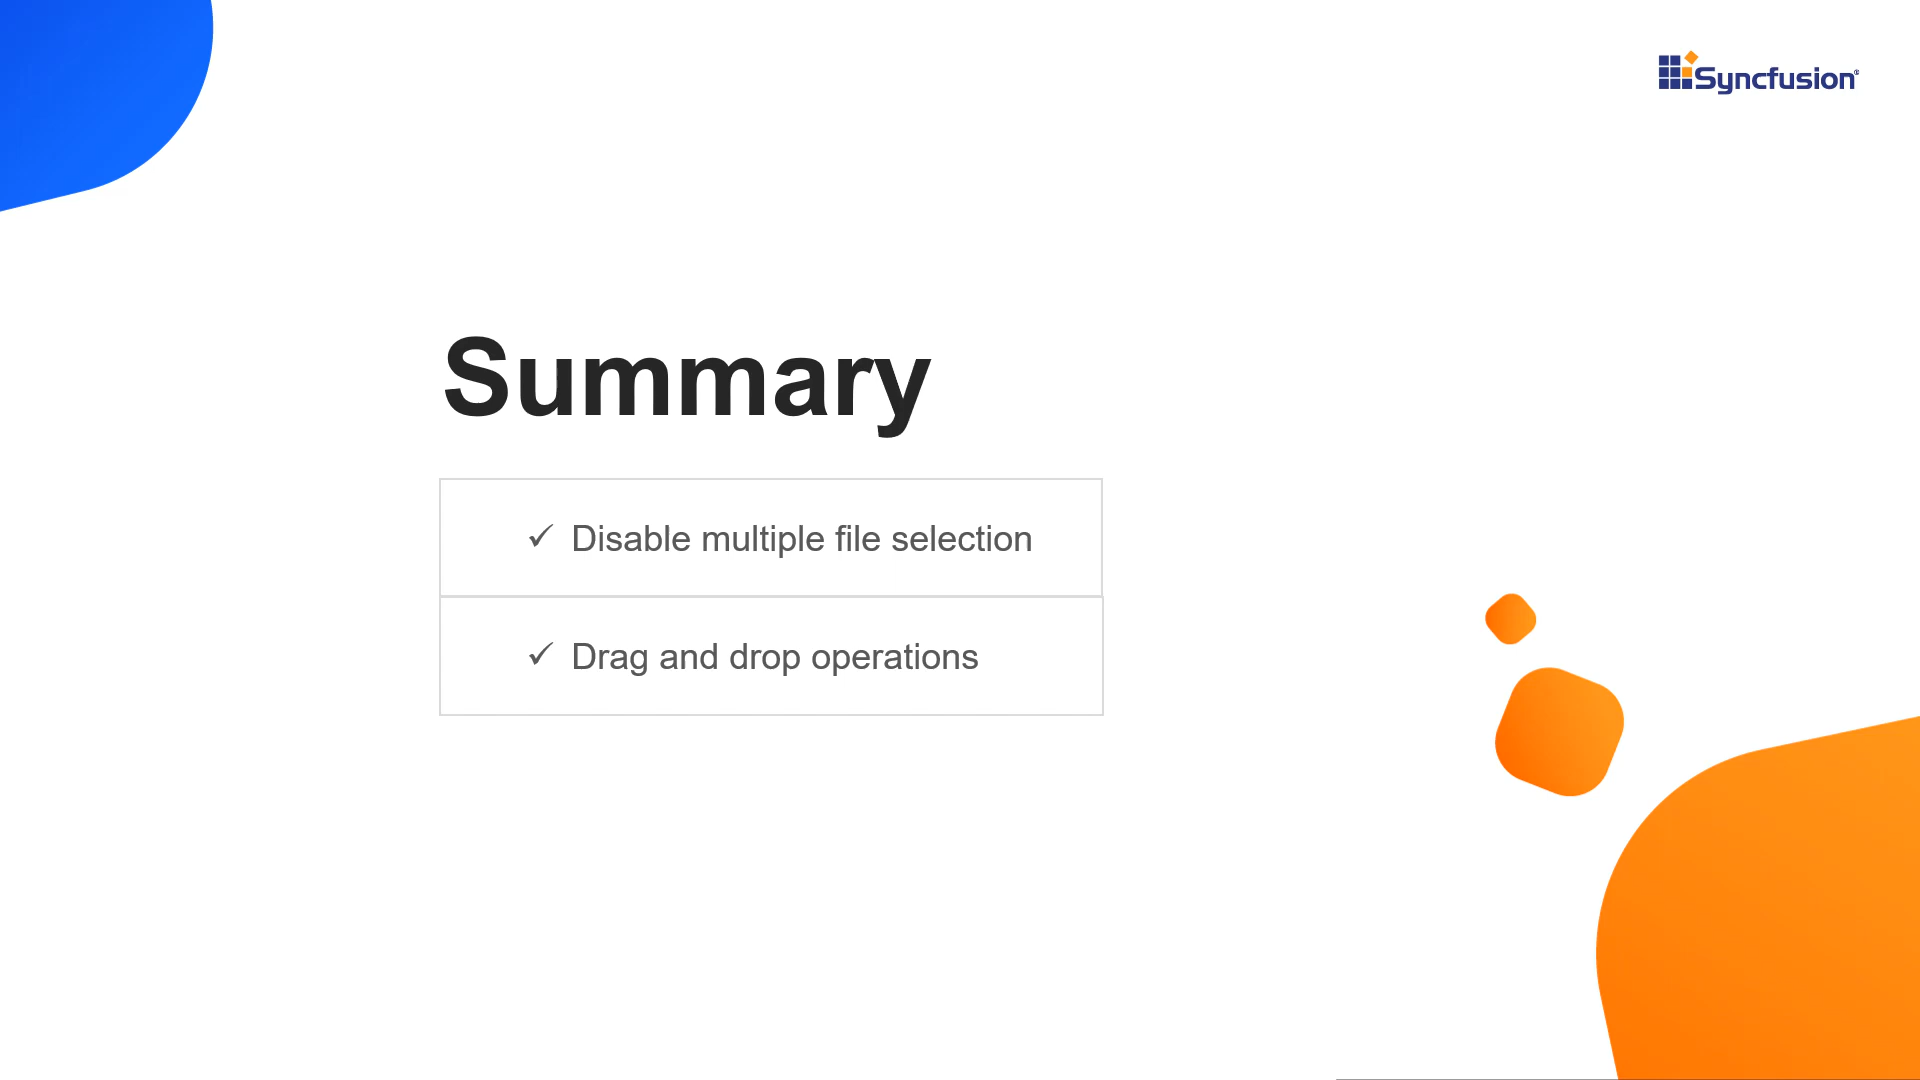 Syncfusion®
Summary
✓ Disable multiple file selection
✓ Drag and drop operations